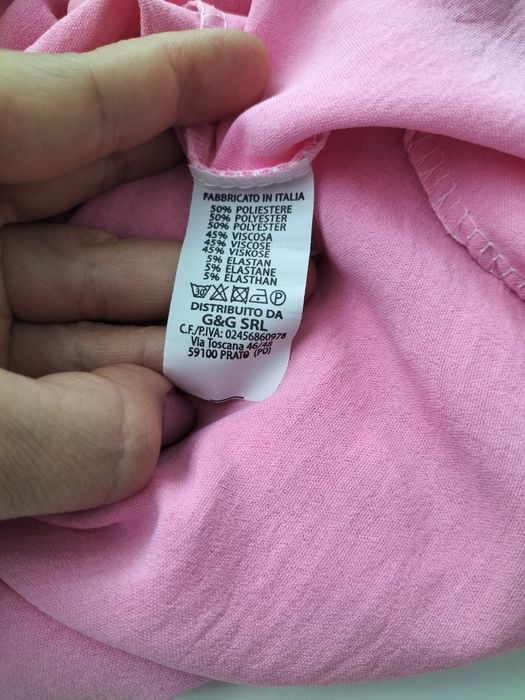 FABBRICATO IN ITALIA
50% POLIESTERE
50% POLYESTER
50% POLYESTER
45% VISCOSA
45% VISCOSE
45% VISKOSE
5% ELASTAN
5% ELASTANE
5% ELASTHAN
30° P
DISTRIBUITO DA
G&G SRL
C.F./P.IVA: 02456860978
Via Toscana 46/48
59100 PRATO (PO)